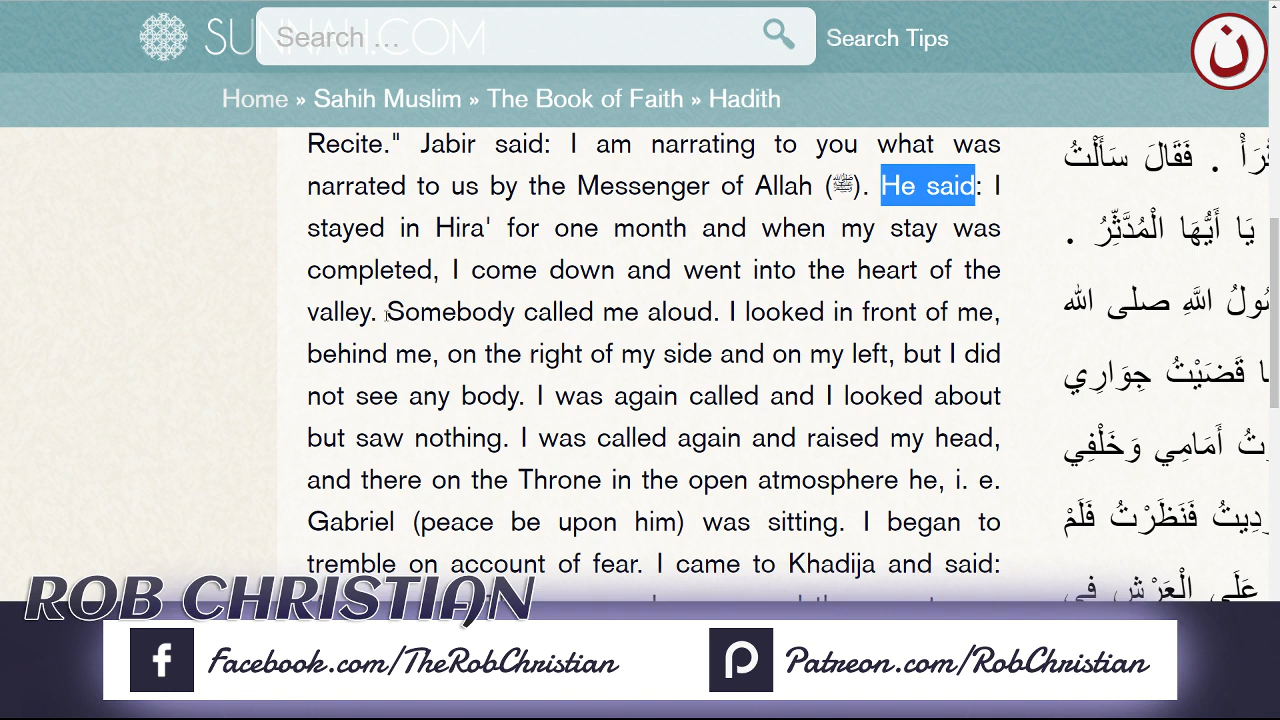 SUNNAH.COM
Search ...
Search Tips
ن
Home » Sahih Muslim » The Book of Faith » Hadith
Recite." Jabir said: I am narrating to you what was
narrated to us by the Messenger of Allah (ﷺ). He said: I
stayed in Hira' for one month and when my stay was
completed, I come down and went into the heart of the
valley. Somebody called me aloud. I looked in front of me,
behind me, on the right of my side and on my left, but I did
not see any body. I was again called and I looked about
but saw nothing. I was called again and raised my head,
and there on the Throne in the open atmosphere he, i. e.
Gabriel (peace be upon him) was sitting. I began to
tremble on account of fear. I came to Khadija and said:
. فَقَالَ سَأَلْتُ
يَا أَيُّهَا الْمُدَّثِّرُ .
اللَّهِ صلى الله
قَضَيْتُ جِوَارِي
أَمَامِي وَخَلْفِي
فَنَظَرْتُ فَلَمْ
عَلَى الْعَرْشِ فِي
ROB CHRISTIAN
f
Facebook.com/TheRobChristian
Patreon.com/RobChristian